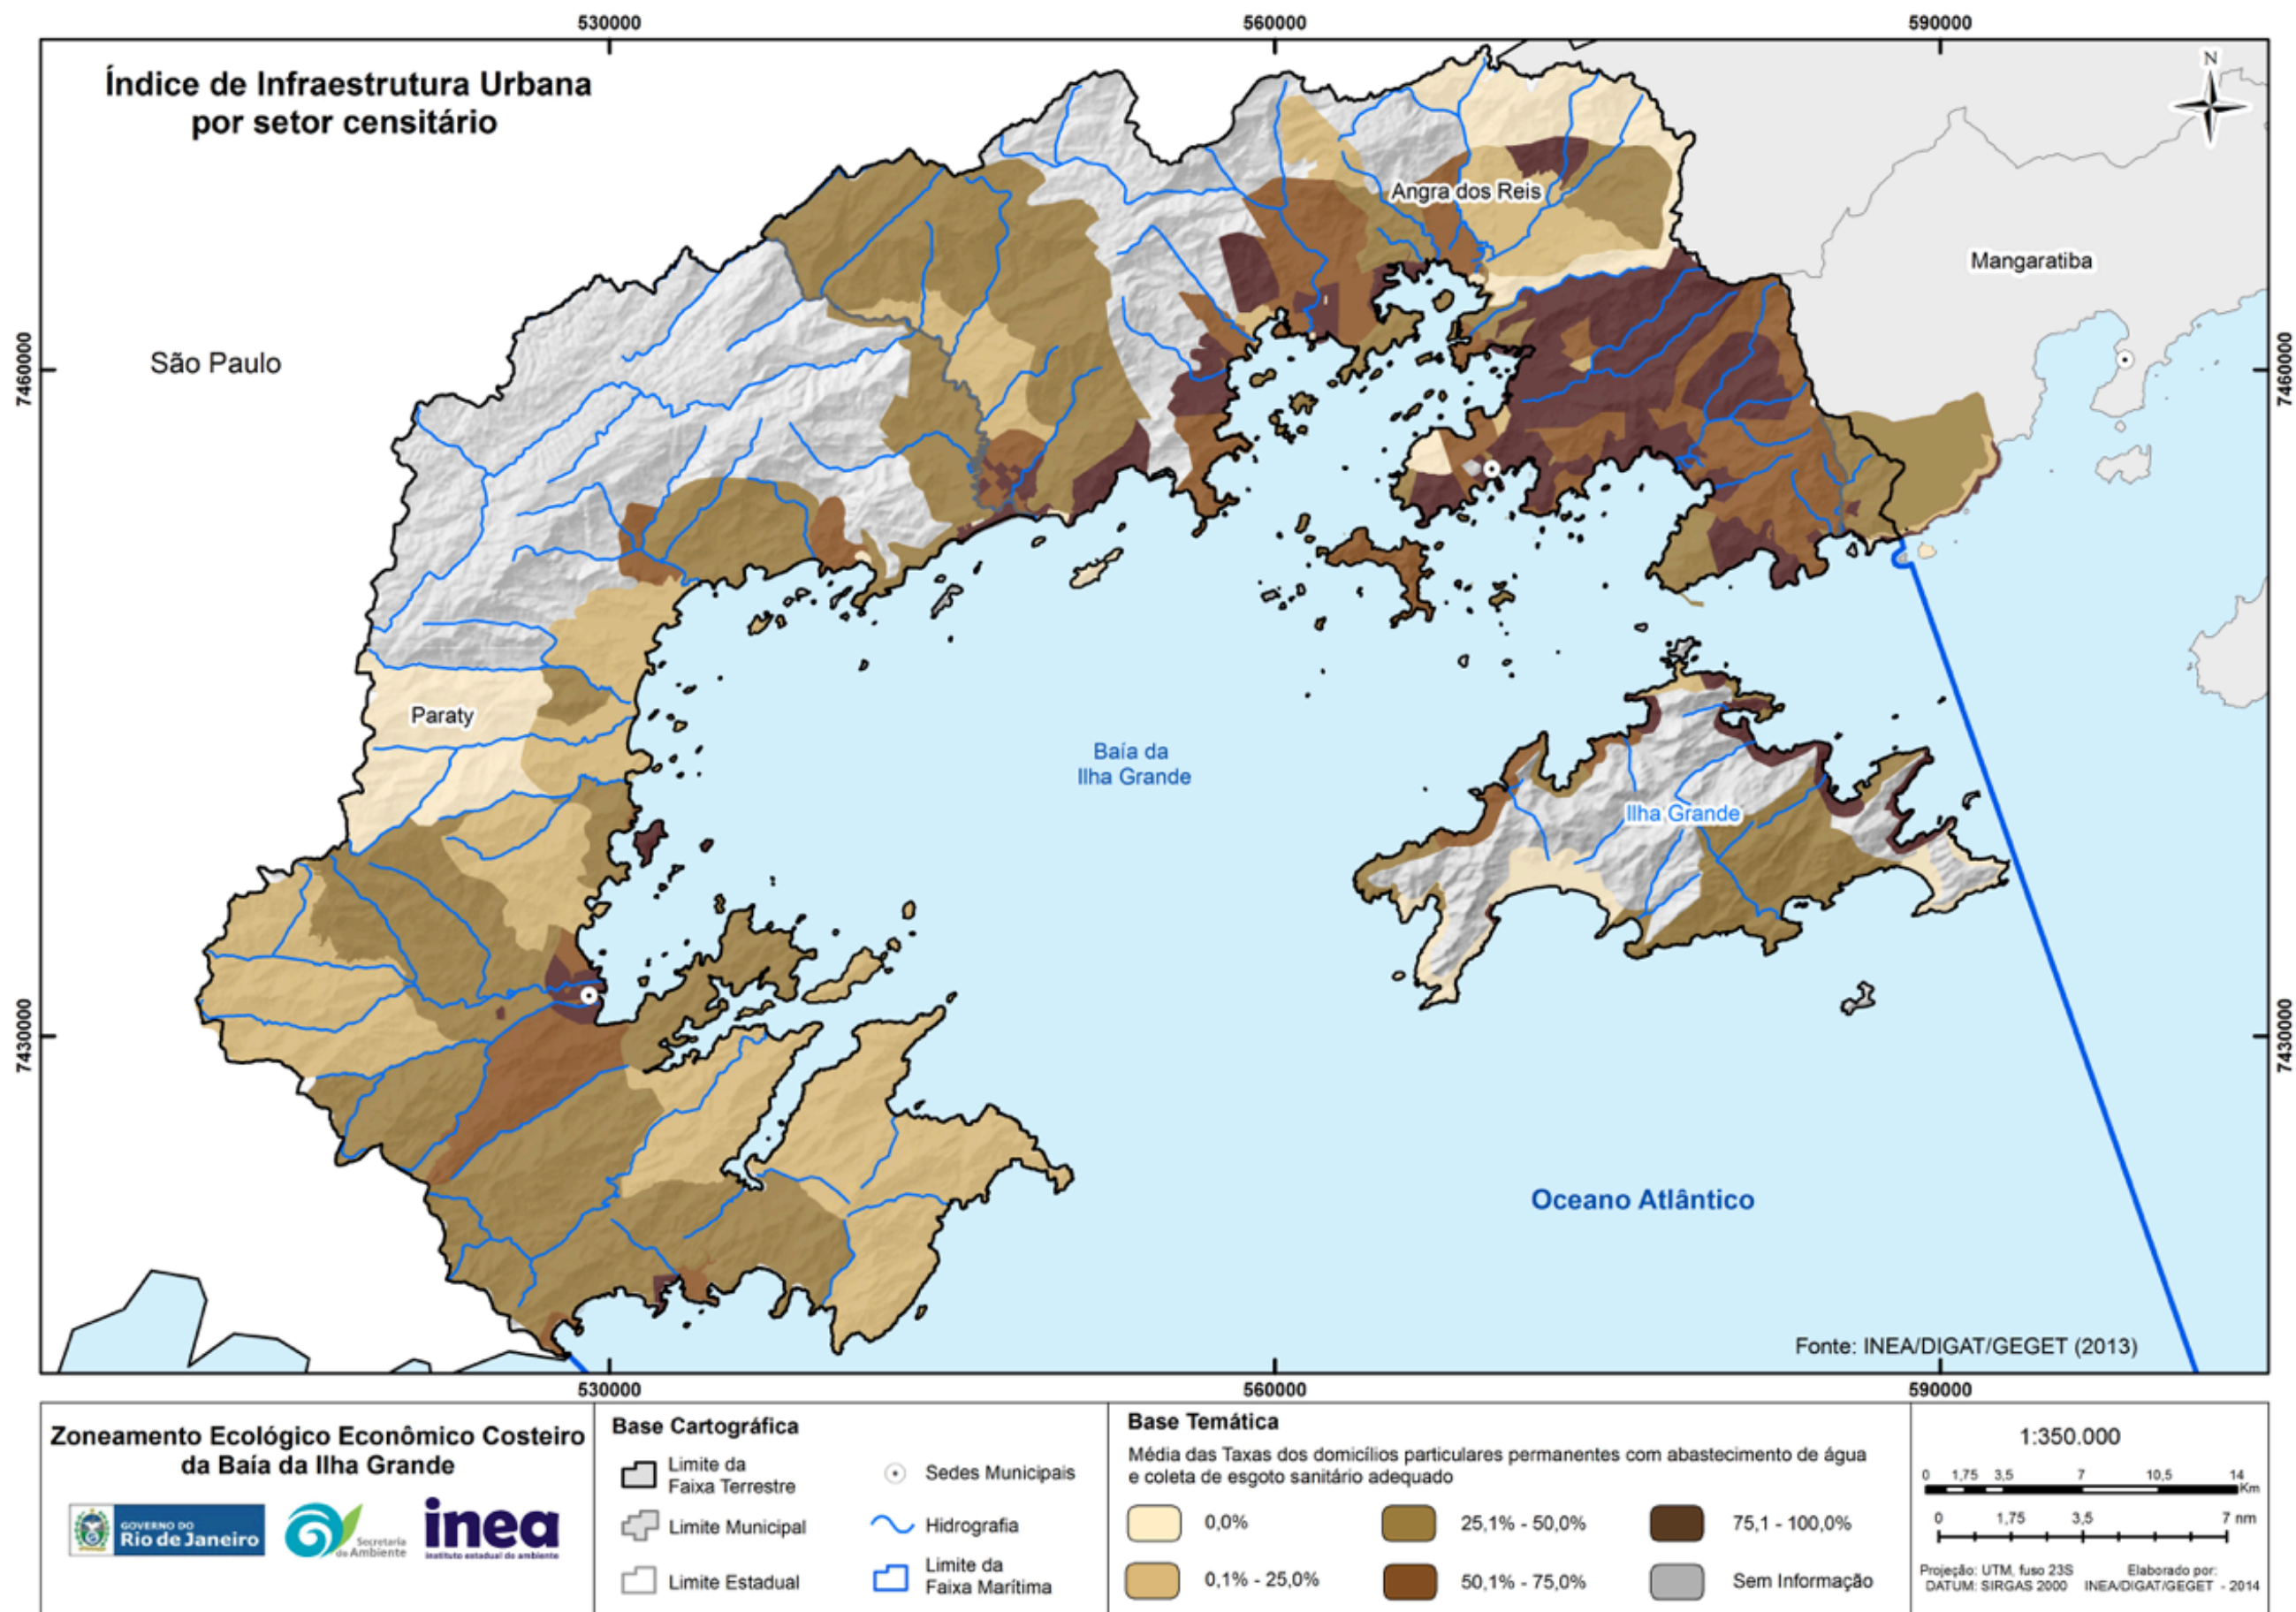 530000
560000
590000
Índice de Infraestrutura Urbana
por setor censitário
N
Angra dos Reis
Mangaratiba
São Paulo
7460000
7460000
Paraty
Baía da
Ilha Grande
Ilha Grande
7430000
7430000
Oceano Atlântico
Fonte: INEA/DIGAT/GEGET (2013)
530000
560000
590000
Zoneamento Ecológico Econômico Costeiro
da Baía da Ilha Grande
GOVERNO DO
Rio de Janeiro
Secretaria
do Ambiente
inea
instituto estadual do ambiente
Base Cartográfica
Limite da
Faixa Terrestre
Sedes Municipais
Limite Municipal
Hidrografia
Limite Estadual
Limite da
Faixa Marítima
Base Temática
Média das Taxas dos domicílios particulares permanentes com abastecimento de água
e coleta de esgoto sanitário adequado
0,0%
25,1% - 50,0%
75,1 - 100,0%
0,1% - 25,0%
50,1% - 75,0%
Sem Informação
1:350.000
0 1,75 3,5 7 10,5 14
Km
0 1,75 3,5 7 nm
Projeção: UTM, fuso 23S
DATUM: SIRGAS 2000
Elaborado por:
INEA/DIGAT/GEGET - 2014